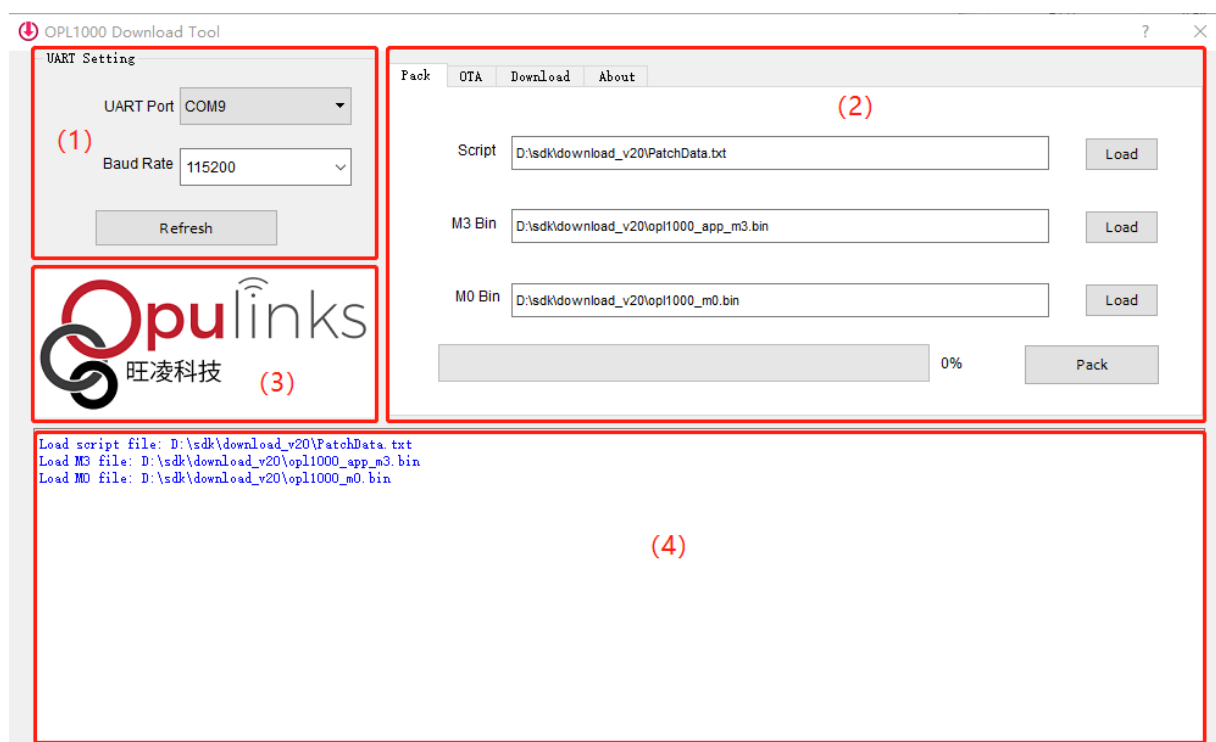 OPL1000 Download Tool
?
UART Setting
UART Port COM9
(1)
Baud Rate 115200
Refresh
Pack OTA Download About
(2)
Script D:\sdk\download_v20\PatchData.txt Load
M3 Bin D:\sdk\download_v20\opl1000_app_m3.bin Load
M0 Bin D:\sdk\download_v20\opl1000_m0.bin Load
0% Pack
Opulinks
旺凌科技
(3)
Load script file: D:\sdk\download_v20\PatchData.txt
Load M3 file: D:\sdk\download_v20\opl1000_app_m3.bin
Load M0 file: D:\sdk\download_v20\opl1000_m0.bin
(4)